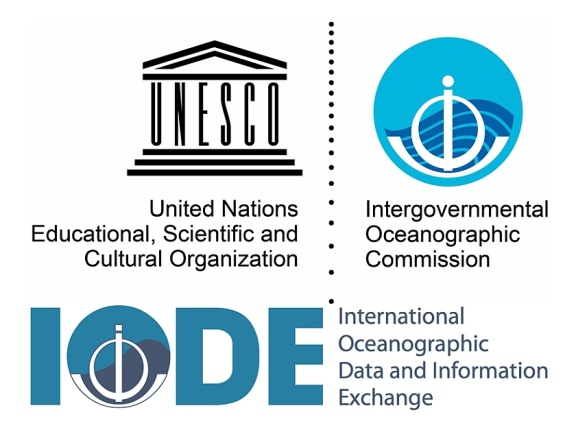 UNESCO
United Nations
Educational, Scientific and
Cultural Organization
Intergovernmental
Oceanographic
Commission
IODE
International
Oceanographic
Data and Information
Exchange